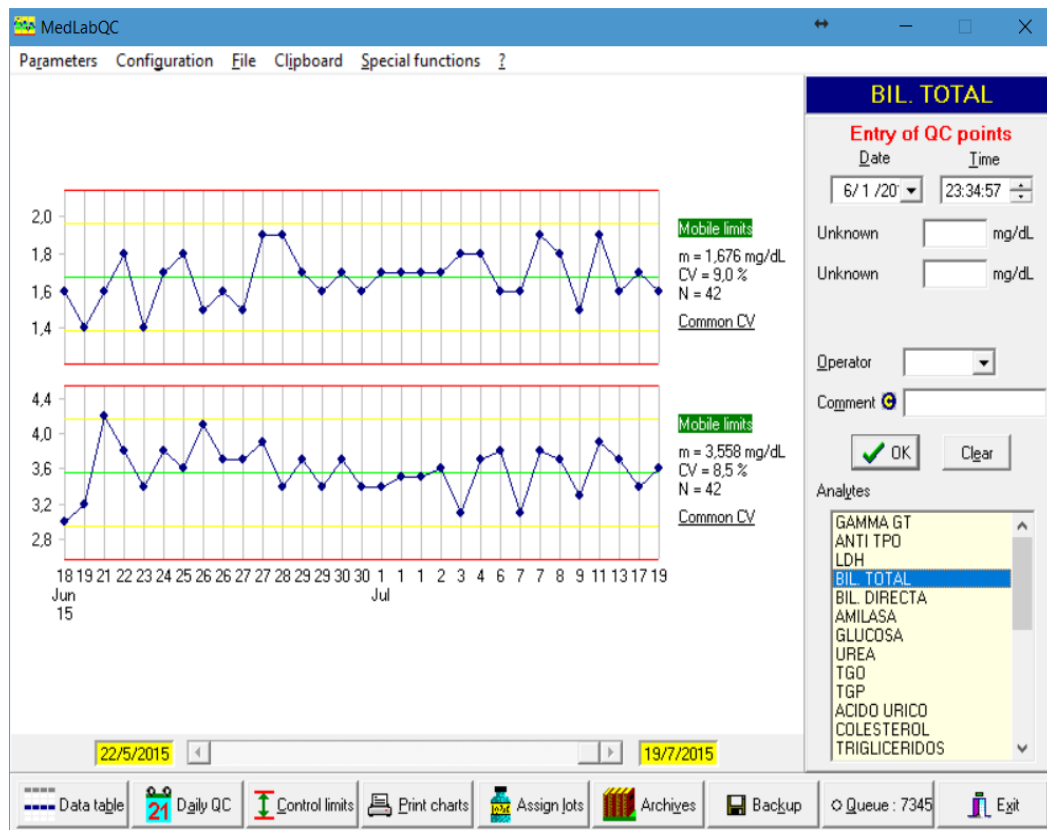 MedLabQC
Parameters Configuration File Clipboard Special functions ?
BIL. TOTAL
Entry of QC points
Date Time
6/ 1 /20 23:34:57
Unknown mg/dL
Unknown mg/dL
Operator
Comment C
OK Clear
Analytes
GAMMA GT
ANTI TPO
LDH
BIL. TOTAL
BIL. DIRECTA
AMILASA
GLUCOSA
UREA
TGO
TGP
ACIDO URICO
COLESTEROL
TRIGLICERIDOS
2,0
1,8
1,6
1,4
Mobile limits
m = 1,676 mg/dL
CV = 9,0 %
N = 42
Common CV
4,4
4,0
3,6
3,2
2,8
Mobile limits
m = 3,558 mg/dL
CV = 8,5 %
N = 42
Common CV
18 19 21 22 23 24 25 26 26 27 27 28 29 29 30 30 1 1 1 2 3 4 6 7 7 8 9 11 13 17 19
Jun Jul
15
22/5/2015 19/7/2015
Data table 21 Daily QC Control limits Print charts Assign lots Archives Backup Queue : 7345 Exit